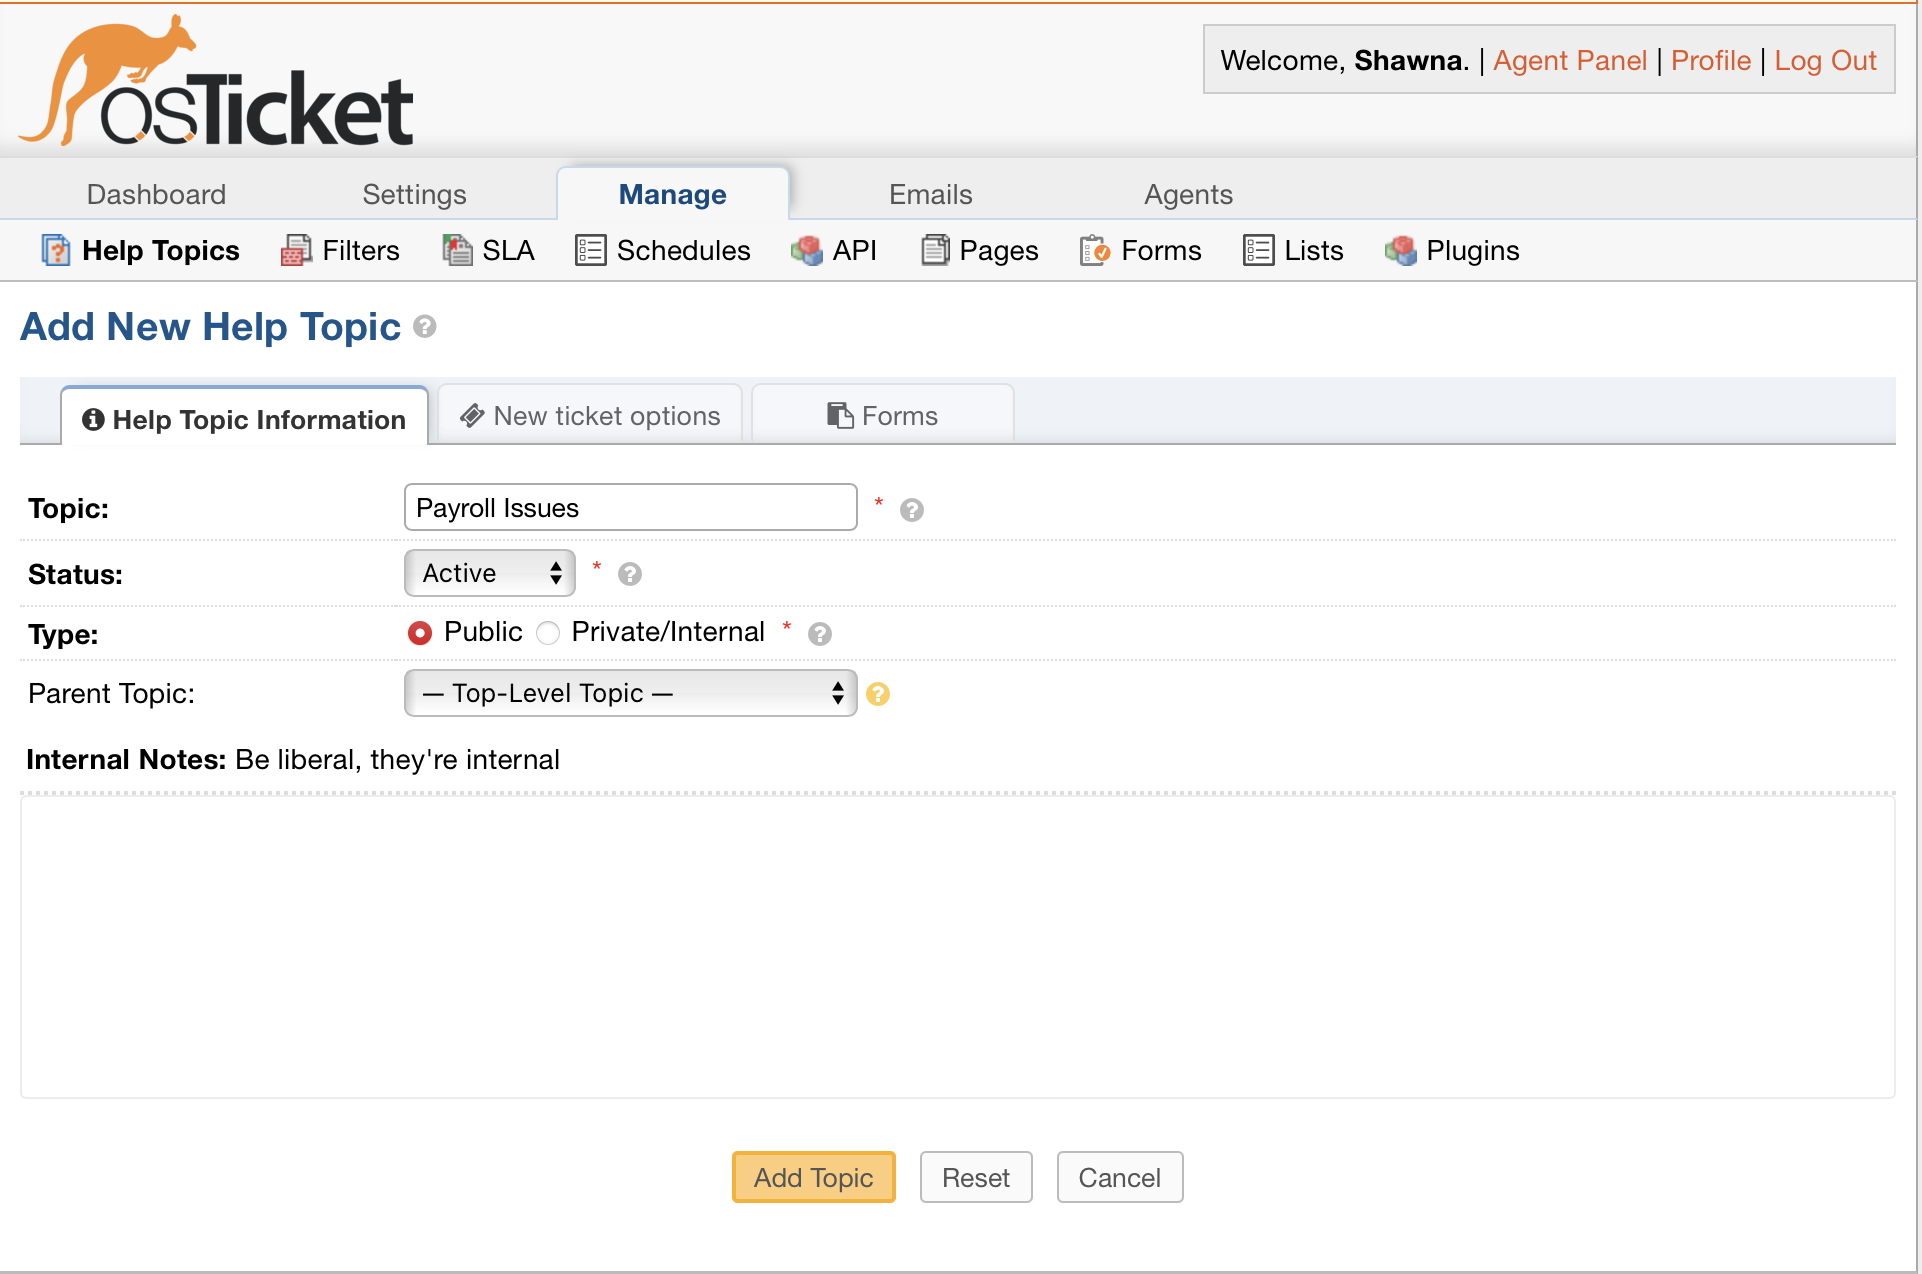 osTicket
Welcome, Shawna. | Agent Panel | Profile | Log Out
Dashboard Settings Manage Emails Agents
Help Topics Filters SLA Schedules API Pages Forms Lists Plugins
Add New Help Topic ?
Help Topic Information New ticket options Forms
Topic: Payroll Issues * ?
Status: Active * ?
Type: Public Private/Internal * ?
Parent Topic: — Top-Level Topic — ?
Internal Notes: Be liberal, they're internal
Add Topic Reset Cancel